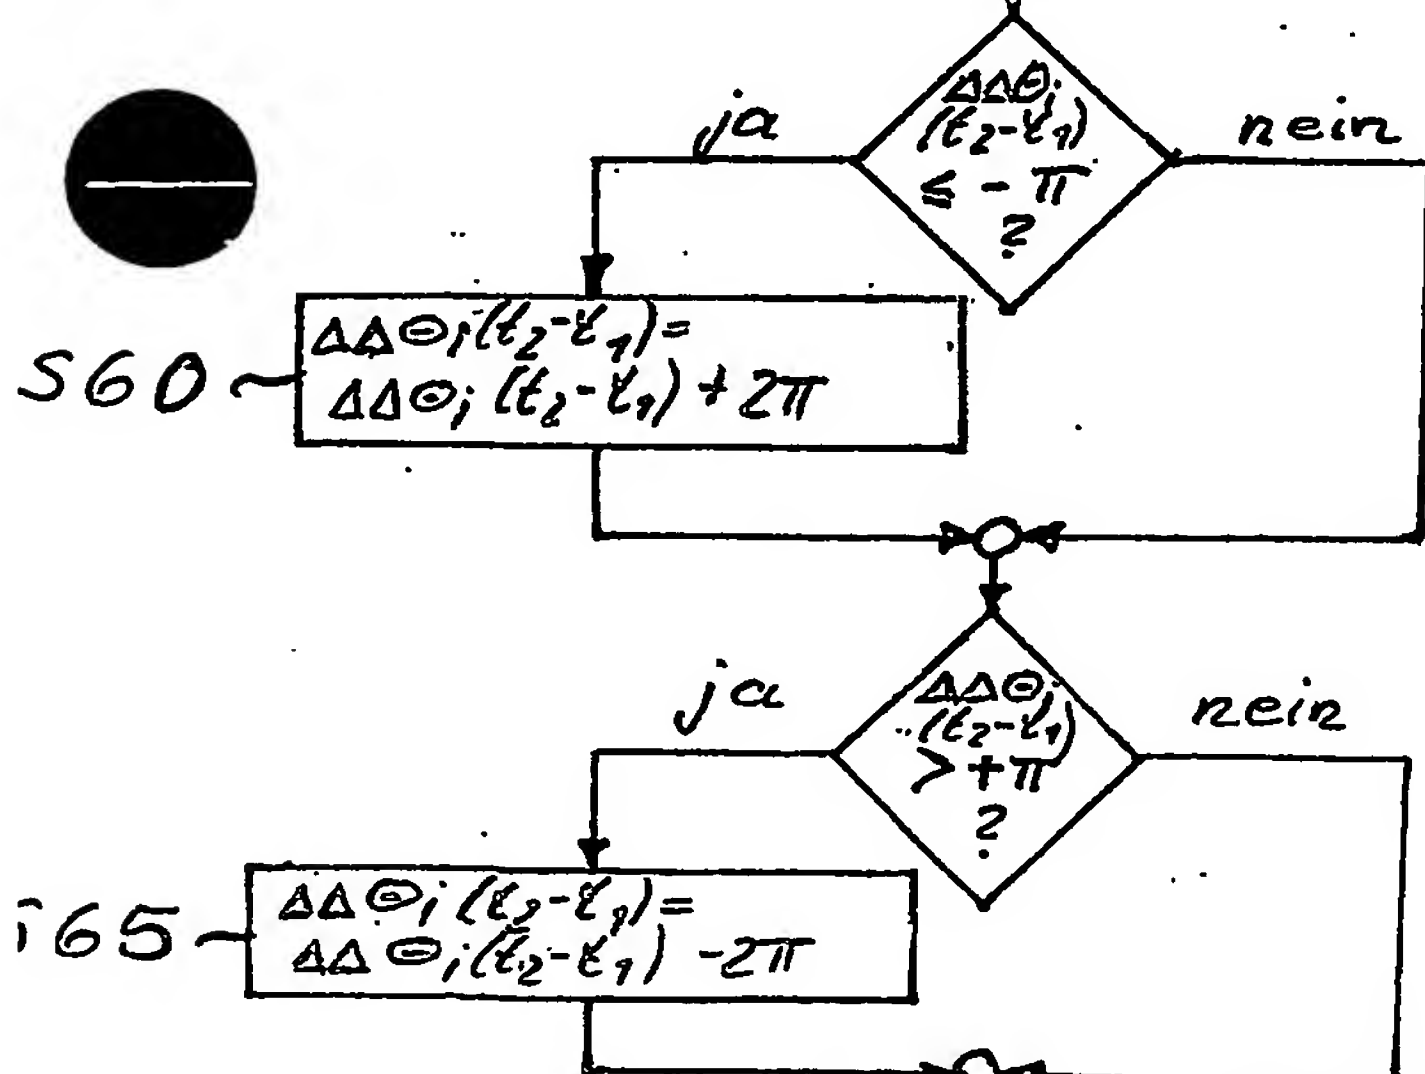 ΔΔΘi
(t2-t1)
≤ - π
?
ja
nein
ΔΔΘi(t2-t1)=
ΔΔΘi(t2-t1) + 2π
S60
ΔΔΘi
(t2-t1)
> + π
?
ja
nein
ΔΔΘi(t2-t1)=
ΔΔΘi(t2-t1) -2π
65